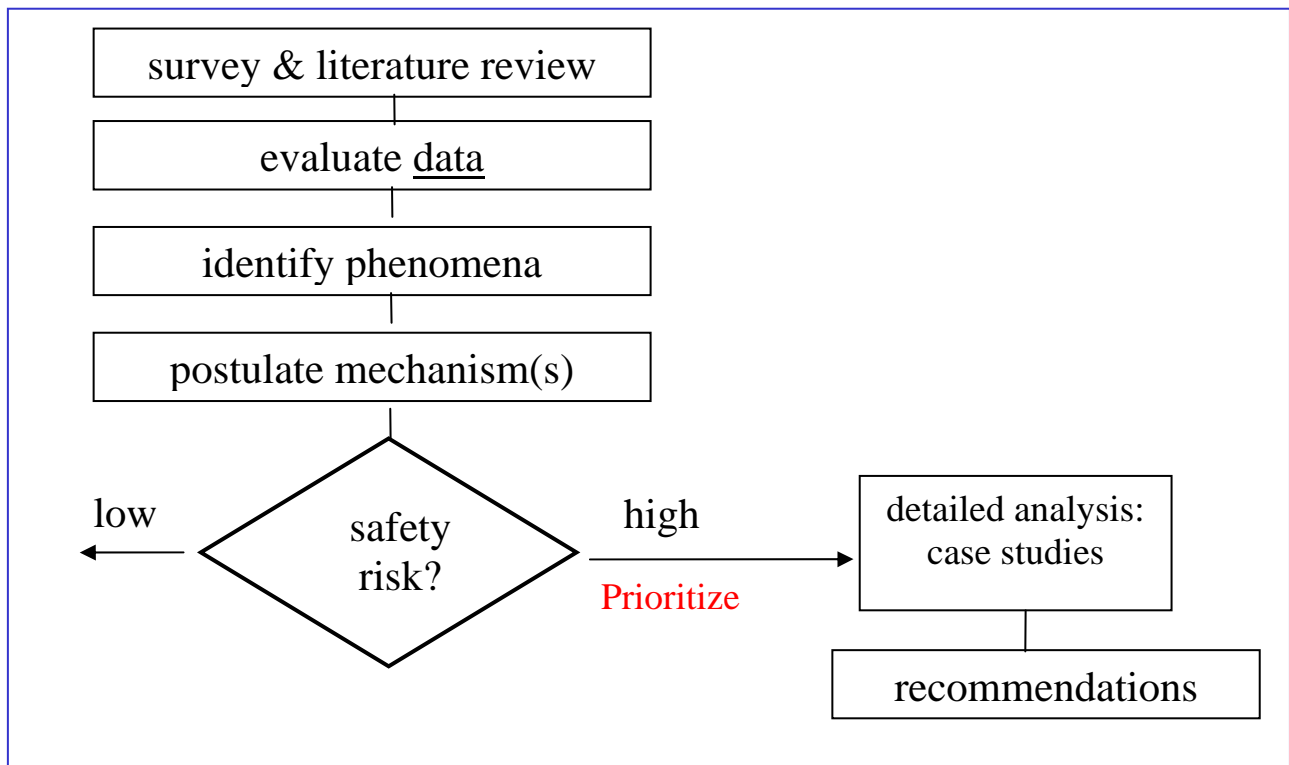 survey & literature review
evaluate data
identify phenomena
postulate mechanism(s)
low
safety
risk?
high
Prioritize
detailed analysis:
case studies
recommendations